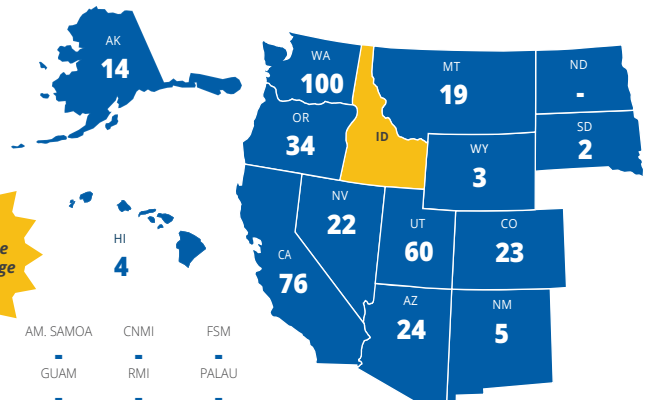 AK
14
WA
100
MT
19
ND
-
OR
34
ID
SD
2
WY
3
NV
22
HI
4
UT
60
CO
23
CA
76
AZ
24
NM
5
e
ge
AM. SAMOA CNMI FSM
- - -
GUAM RMI PALAU
- - -